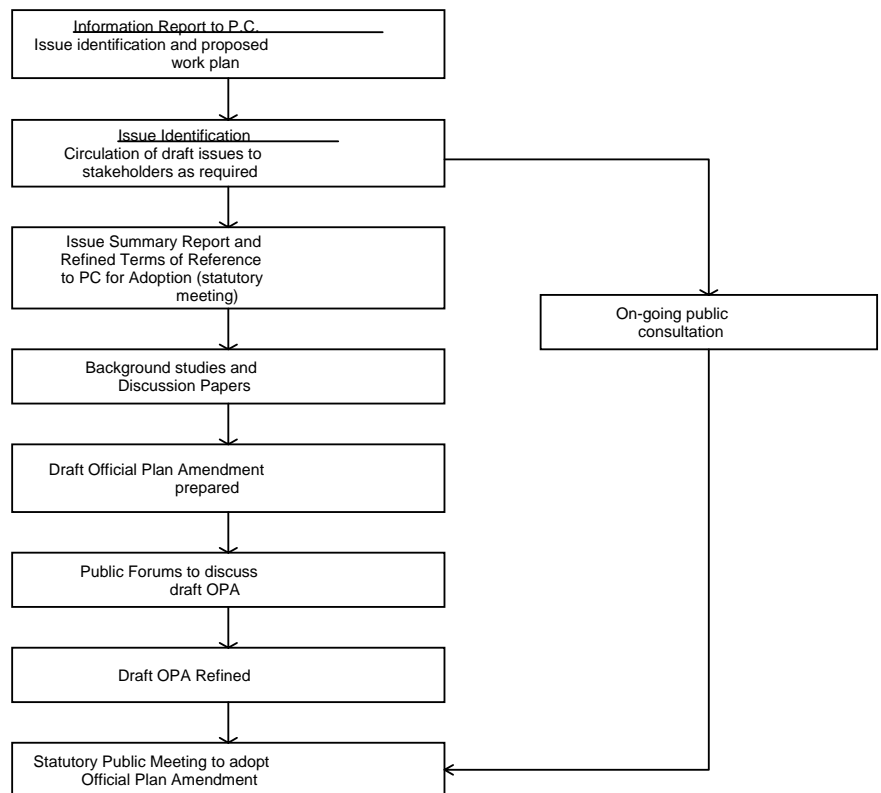 Information Report to P.C.
Issue identification and proposed
work plan
Issue Identification
Circulation of draft issues to
stakeholders as required
Issue Summary Report and
Refined Terms of Reference
to PC for Adoption (statutory
meeting)
On-going public
consultation
Background studies and
Discussion Papers
Draft Official Plan Amendment
prepared
Public Forums to discuss
draft OPA
Draft OPA Refined
Statutory Public Meeting to adopt
Official Plan Amendment